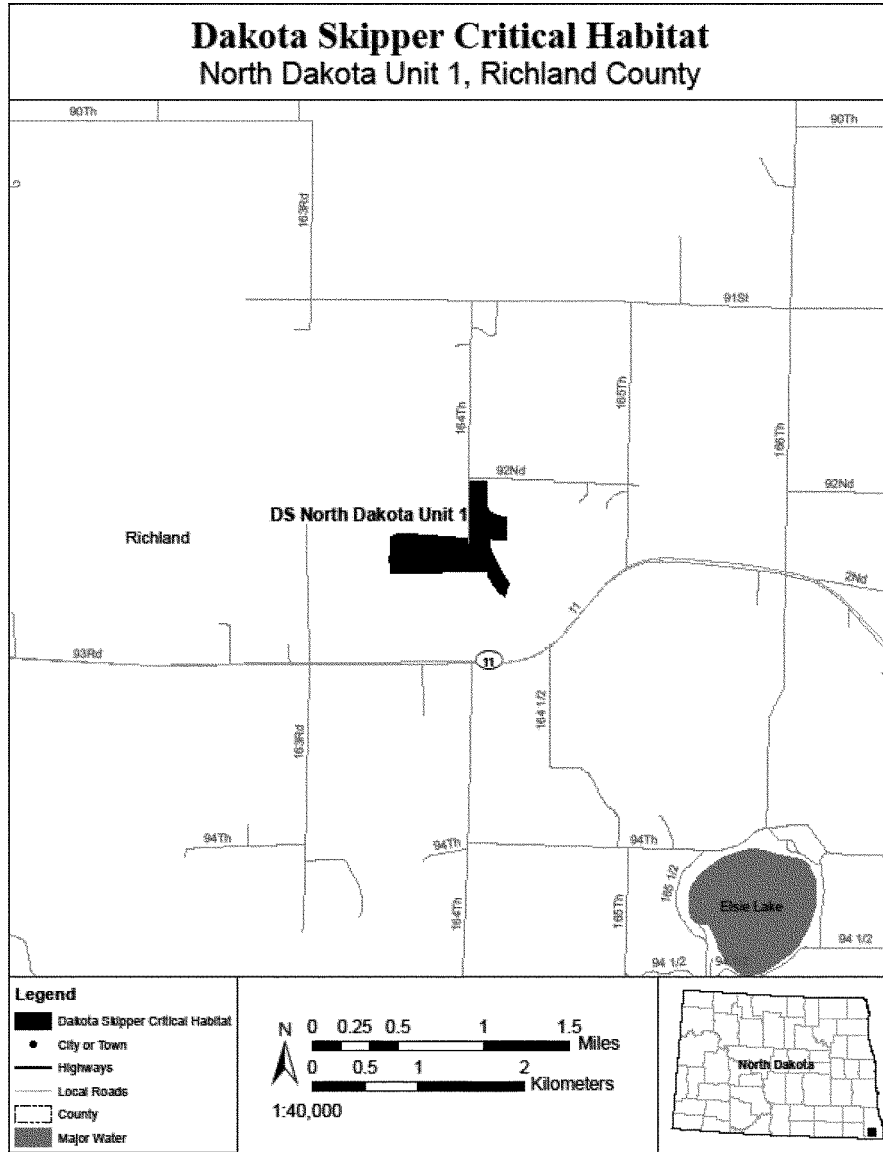 Dakota Skipper Critical Habitat
North Dakota Unit 1, Richland County
90Th
90Th
163Rd
91St
164Th
165Th
166Th
92Nd
92Nd
DS North Dakota Unit 1
Richland
2Nd
11
93Rd
11
164 1/2
163Rd
94Th
94Th
94Th
165 1/2
Elsie Lake
164Th
165Th
94 1/2
94 1/2
Legend
Dakota Skipper Critical Habitat
City or Town
Highways
Local Roads
County
Major Water
N
0 0.25 0.5 1 1.5
Miles
0 0.5 1 2
Kilometers
1:40,000
North Dakota